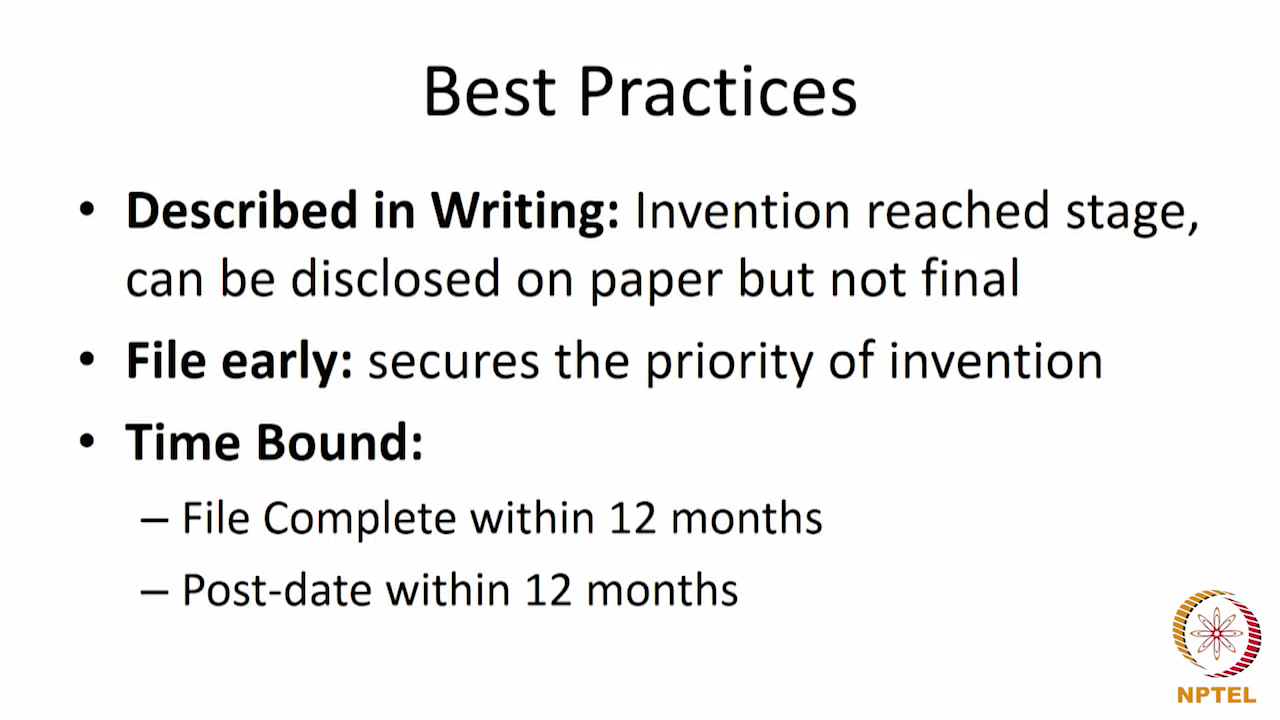 Best Practices
• Described in Writing: Invention reached stage,
can be disclosed on paper but not final
• File early: secures the priority of invention
• Time Bound:
– File Complete within 12 months
– Post-date within 12 months
NPTEL